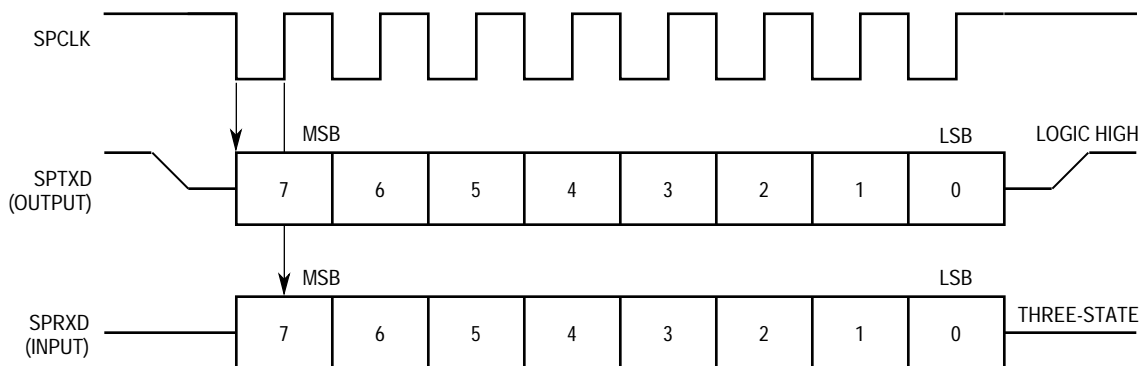 SPCLK
MSB LSB LOGIC HIGH
SPTXD
(OUTPUT)
7 6 5 4 3 2 1 0
MSB LSB
SPRXD
(INPUT)
7 6 5 4 3 2 1 0
THREE-STATE